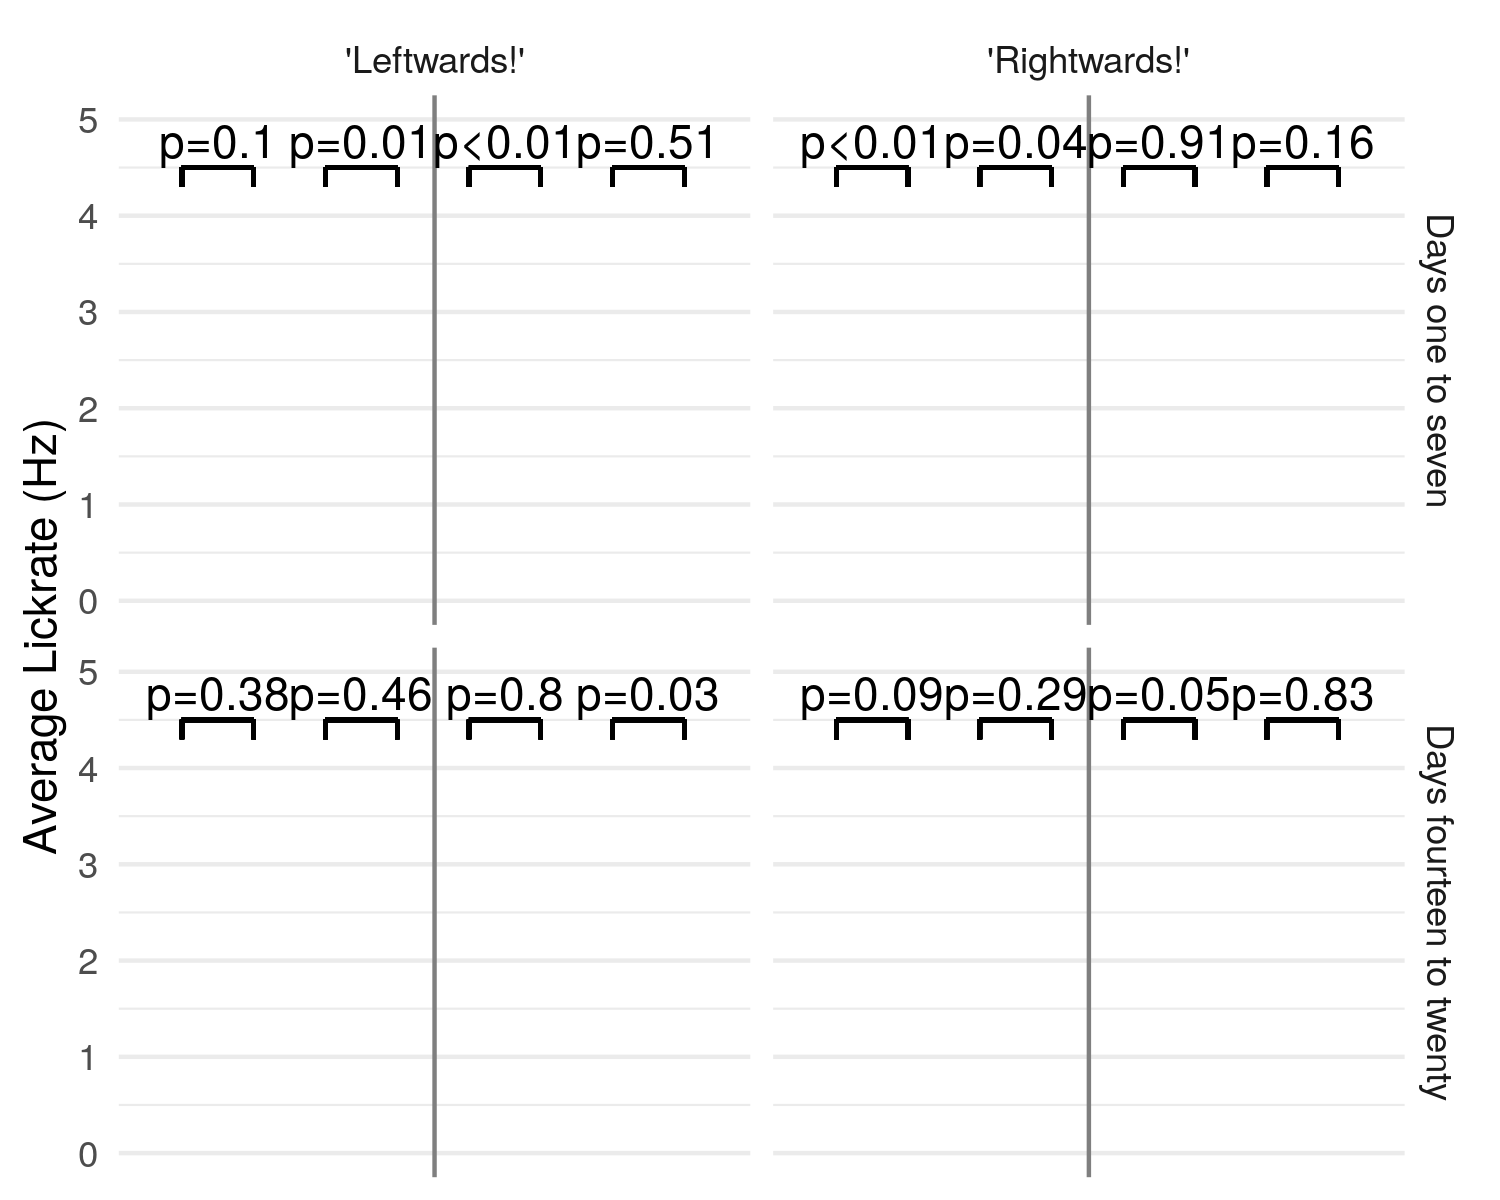 'Leftwards!' 'Rightwards!'
5
p=0.1 p=0.01 p<0.01 p=0.51
p<0.01 p=0.04 p=0.91 p=0.16
4
3
2
1
0
Days one to seven
Average Lickrate (Hz)
5
p=0.38 p=0.46 p=0.8 p=0.03
p=0.09 p=0.29 p=0.05 p=0.83
4
3
2
1
0
Days fourteen to twenty